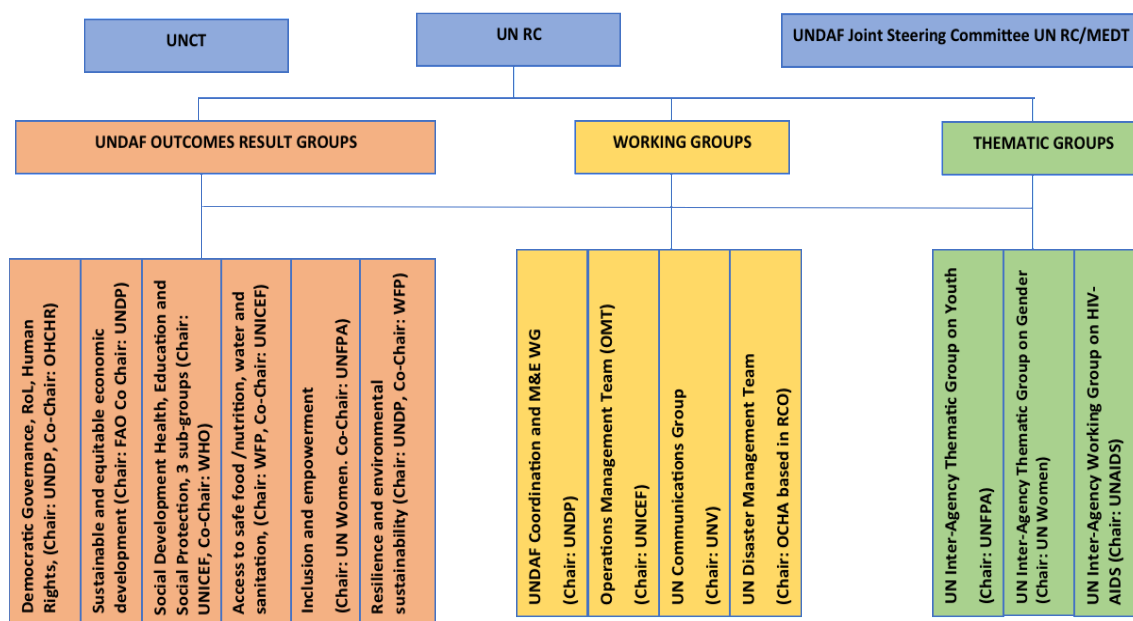 UNCT
UN RC
UNDAF Joint Steering Committee UN RC/MEDT
UNDAF OUTCOMES RESULT GROUPS
WORKING GROUPS
THEMATIC GROUPS
Democratic Governance, RoL, Human
Rights, (Chair: UNDP, Co-Chair: OHCHR)
Sustainable and equitable economic
development (Chair: FAO Co Chair: UNDP)
Social Development Health, Education and
Social Protection, 3 sub-groups (Chair:
UNICEF, Co-Chair: WHO)
Access to safe food /nutrition, water and
sanitation, (Chair: WFP, Co-Chair: UNICEF)
Inclusion and empowerment
(Chair: UN Women. Co-Chair: UNFPA)
Resilience and environmental
sustainability (Chair: UNDP, Co-Chair: WFP)
UNDAF Coordination and M&E WG
(Chair: UNDP)
Operations Management Team (OMT)
(Chair: UNICEF)
UN Communications Group
(Chair: UNV)
UN Disaster Management Team
(Chair: OCHA based in RCO)
UN Inter-Agency Thematic Group on Youth
(Chair: UNFPA)
UN Inter-Agency Thematic Group on Gender
(Chair: UN Women)
UN Inter-Agency Working Group on HIV-
AIDS (Chair: UNAIDS)